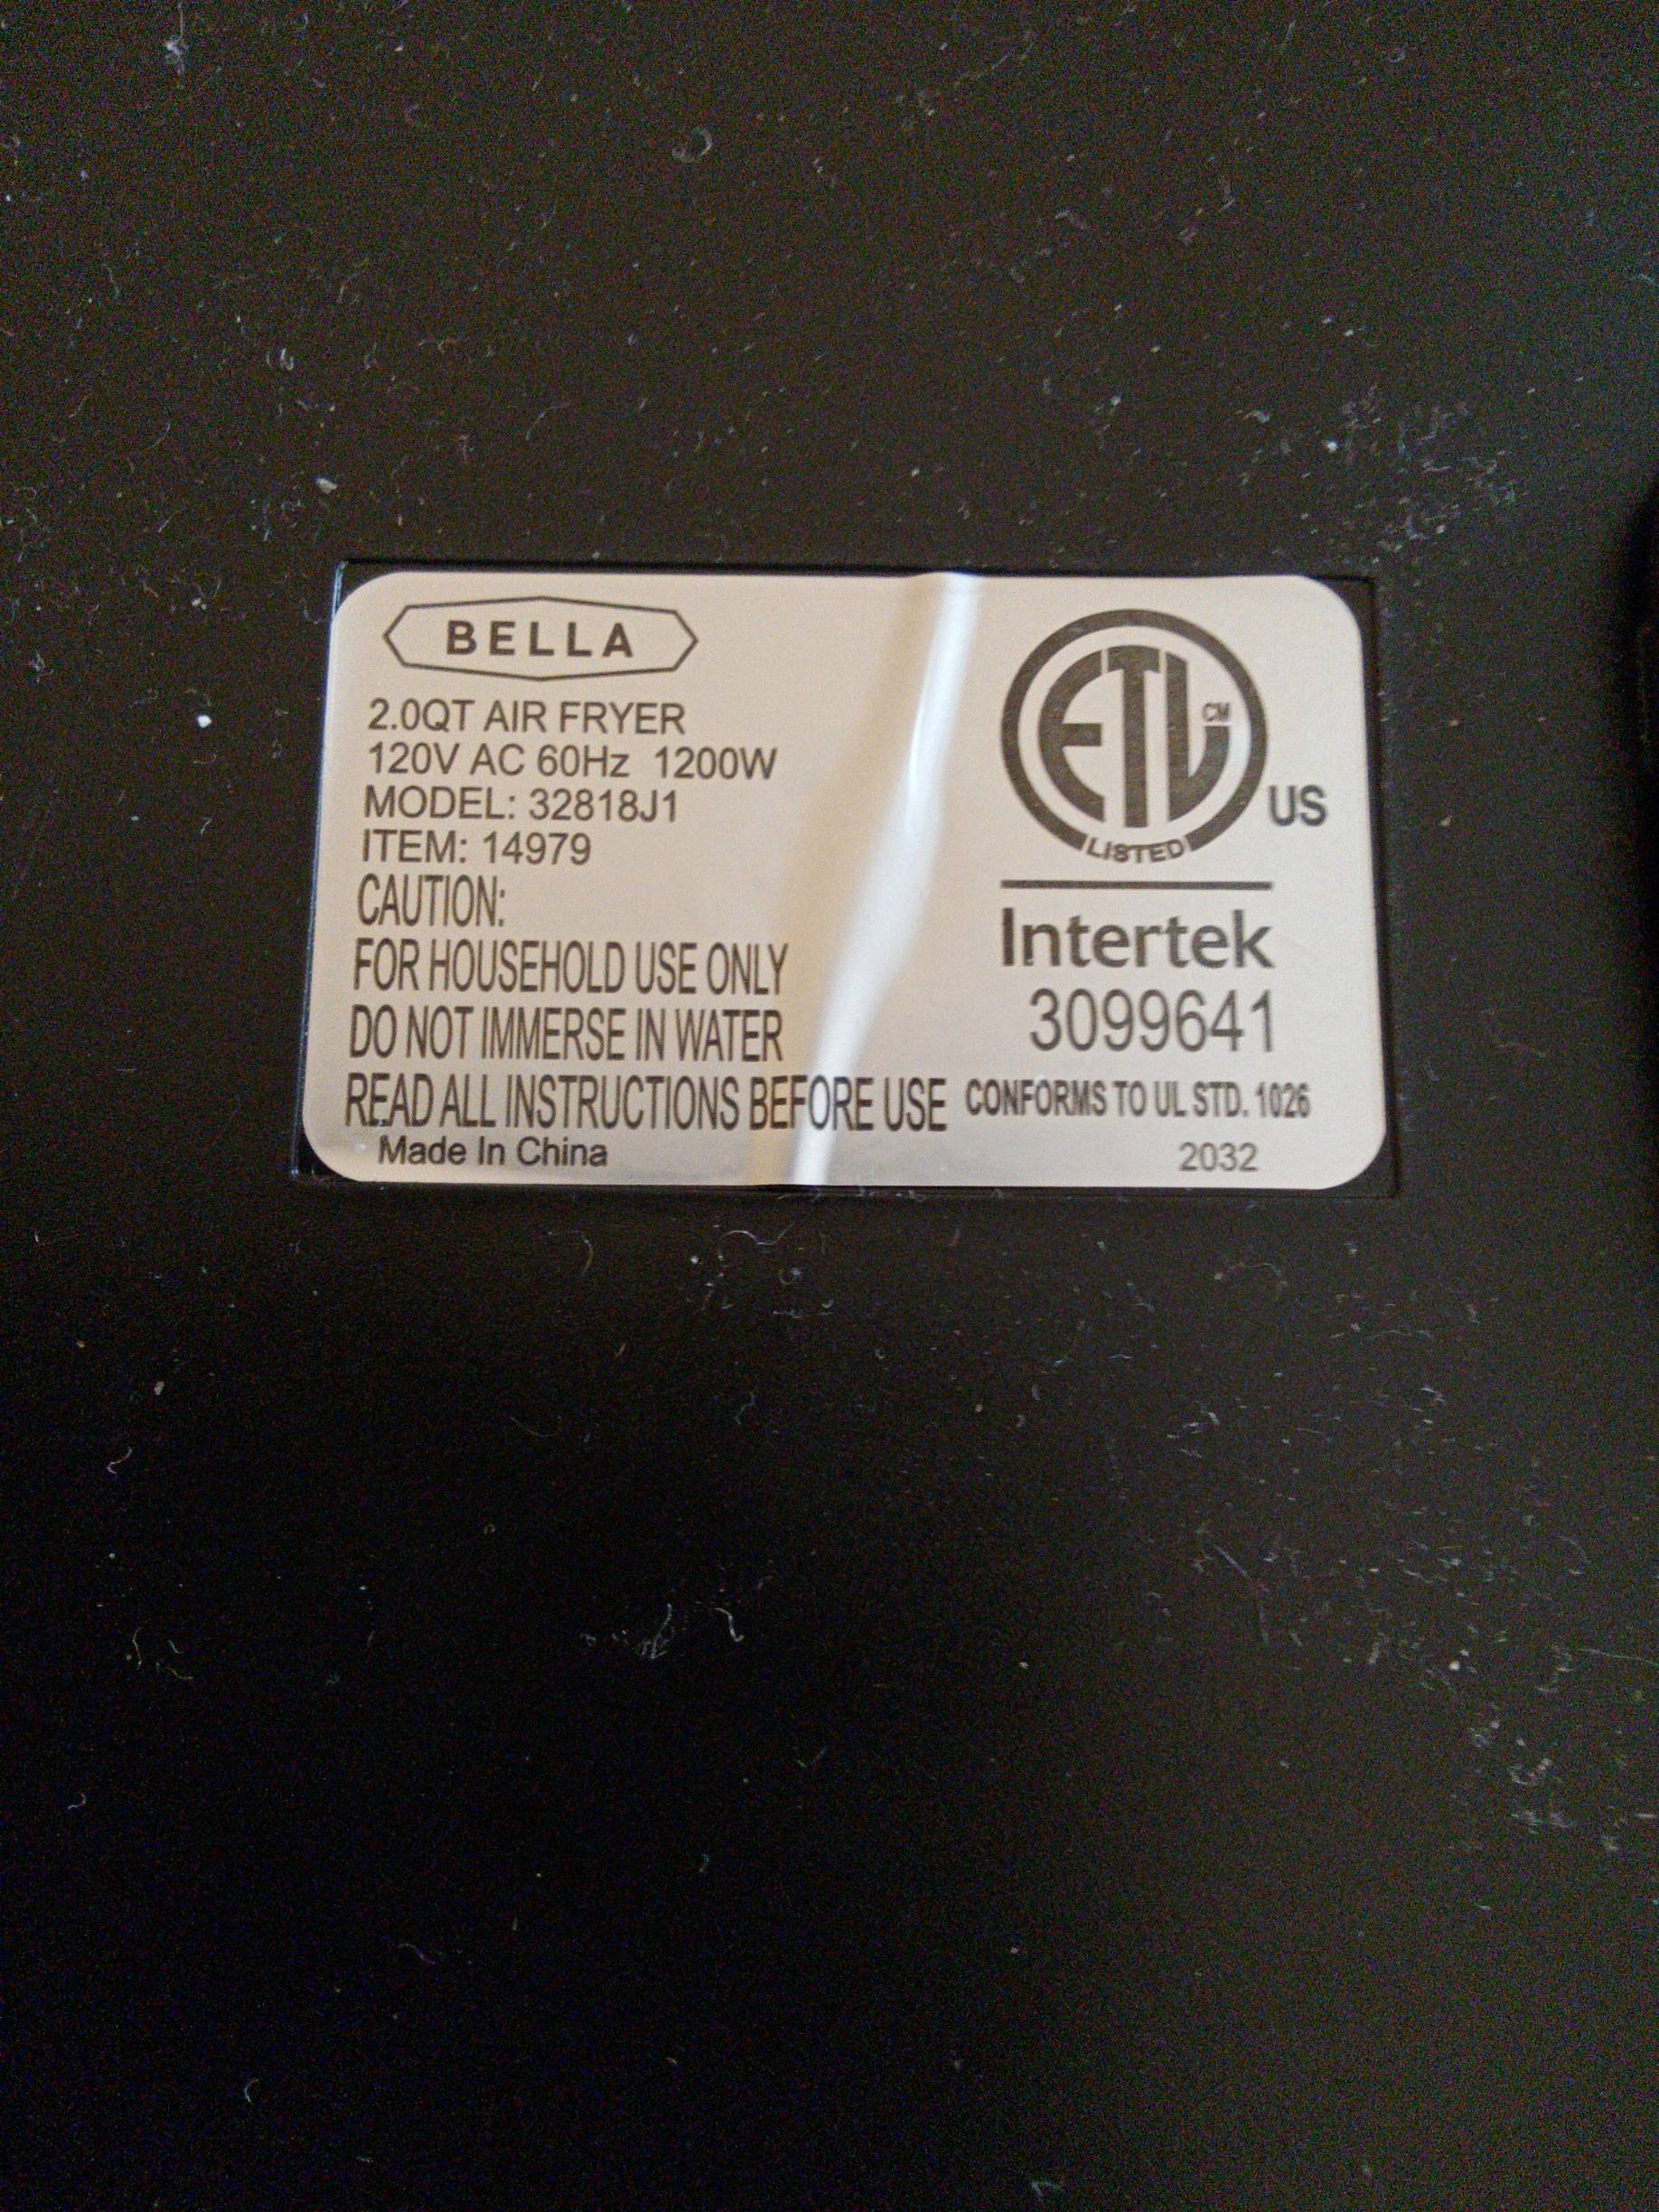 BELLA
2.0QT AIR FRYER
120V AC 60Hz 1200W
MODEL: 32818J1
ITEM: 14979
CAUTION:
FOR HOUSEHOLD USE ONLY
DO NOT IMMERSE IN WATER
READ ALL INSTRUCTIONS BEFORE USE
Made In China
ETL CM
LISTED
US
Intertek
3099641
CONFORMS TO UL STD. 1026
2032